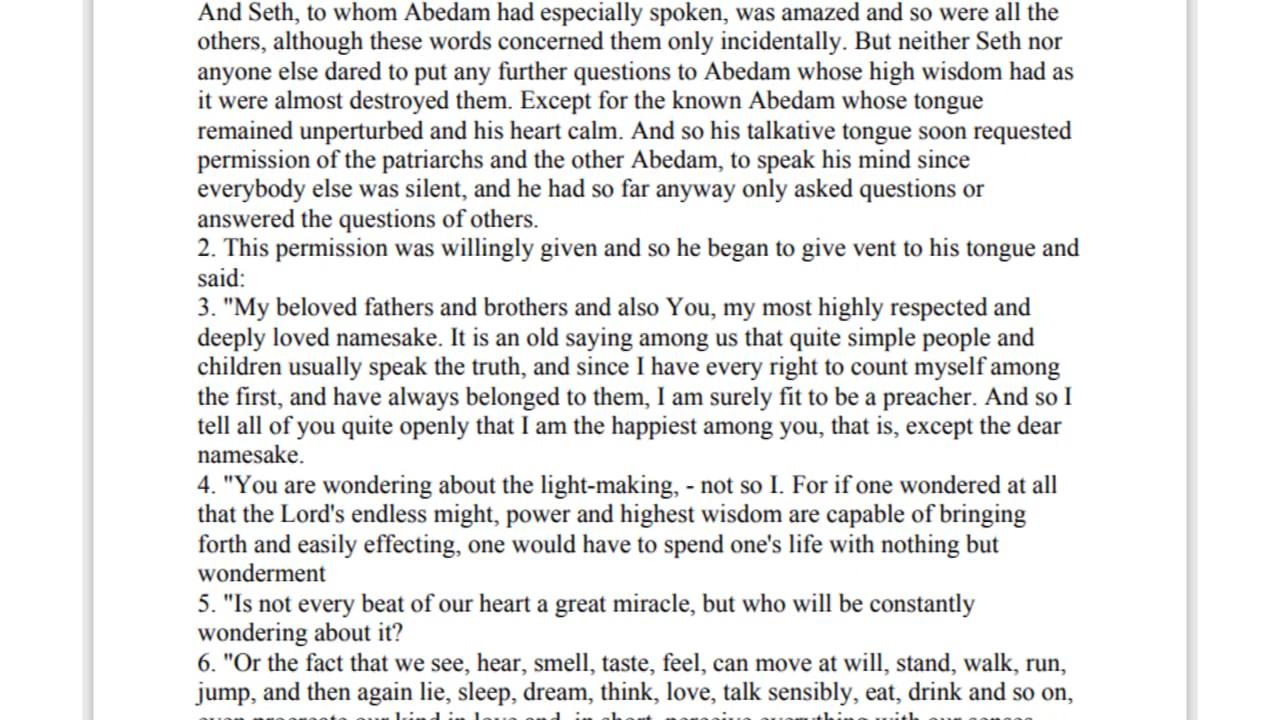 And Seth, to whom Abedam had especially spoken, was amazed and so were all the
others, although these words concerned them only incidentally. But neither Seth nor
anyone else dared to put any further questions to Abedam whose high wisdom had as
it were almost destroyed them. Except for the known Abedam whose tongue
remained unperturbed and his heart calm. And so his talkative tongue soon requested
permission of the patriarchs and the other Abedam, to speak his mind since
everybody else was silent, and he had so far anyway only asked questions or
answered the questions of others.
2. This permission was willingly given and so he began to give vent to his tongue and
said:
3. "My beloved fathers and brothers and also You, my most highly respected and
deeply loved namesake. It is an old saying among us that quite simple people and
children usually speak the truth, and since I have every right to count myself among
the first, and have always belonged to them, I am surely fit to be a preacher. And so I
tell all of you quite openly that I am the happiest among you, that is, except the dear
namesake.
4. "You are wondering about the light-making, - not so I. For if one wondered at all
that the Lord's endless might, power and highest wisdom are capable of bringing
forth and easily effecting, one would have to spend one's life with nothing but
wonderment
5. "Is not every beat of our heart a great miracle, but who will be constantly
wondering about it?
6. "Or the fact that we see, hear, smell, taste, feel, can move at will, stand, walk, run,
jump, and then again lie, sleep, dream, think, love, talk sensibly, eat, drink and so on,
even procreate our kind in love and, in short, perceive everything with our senses